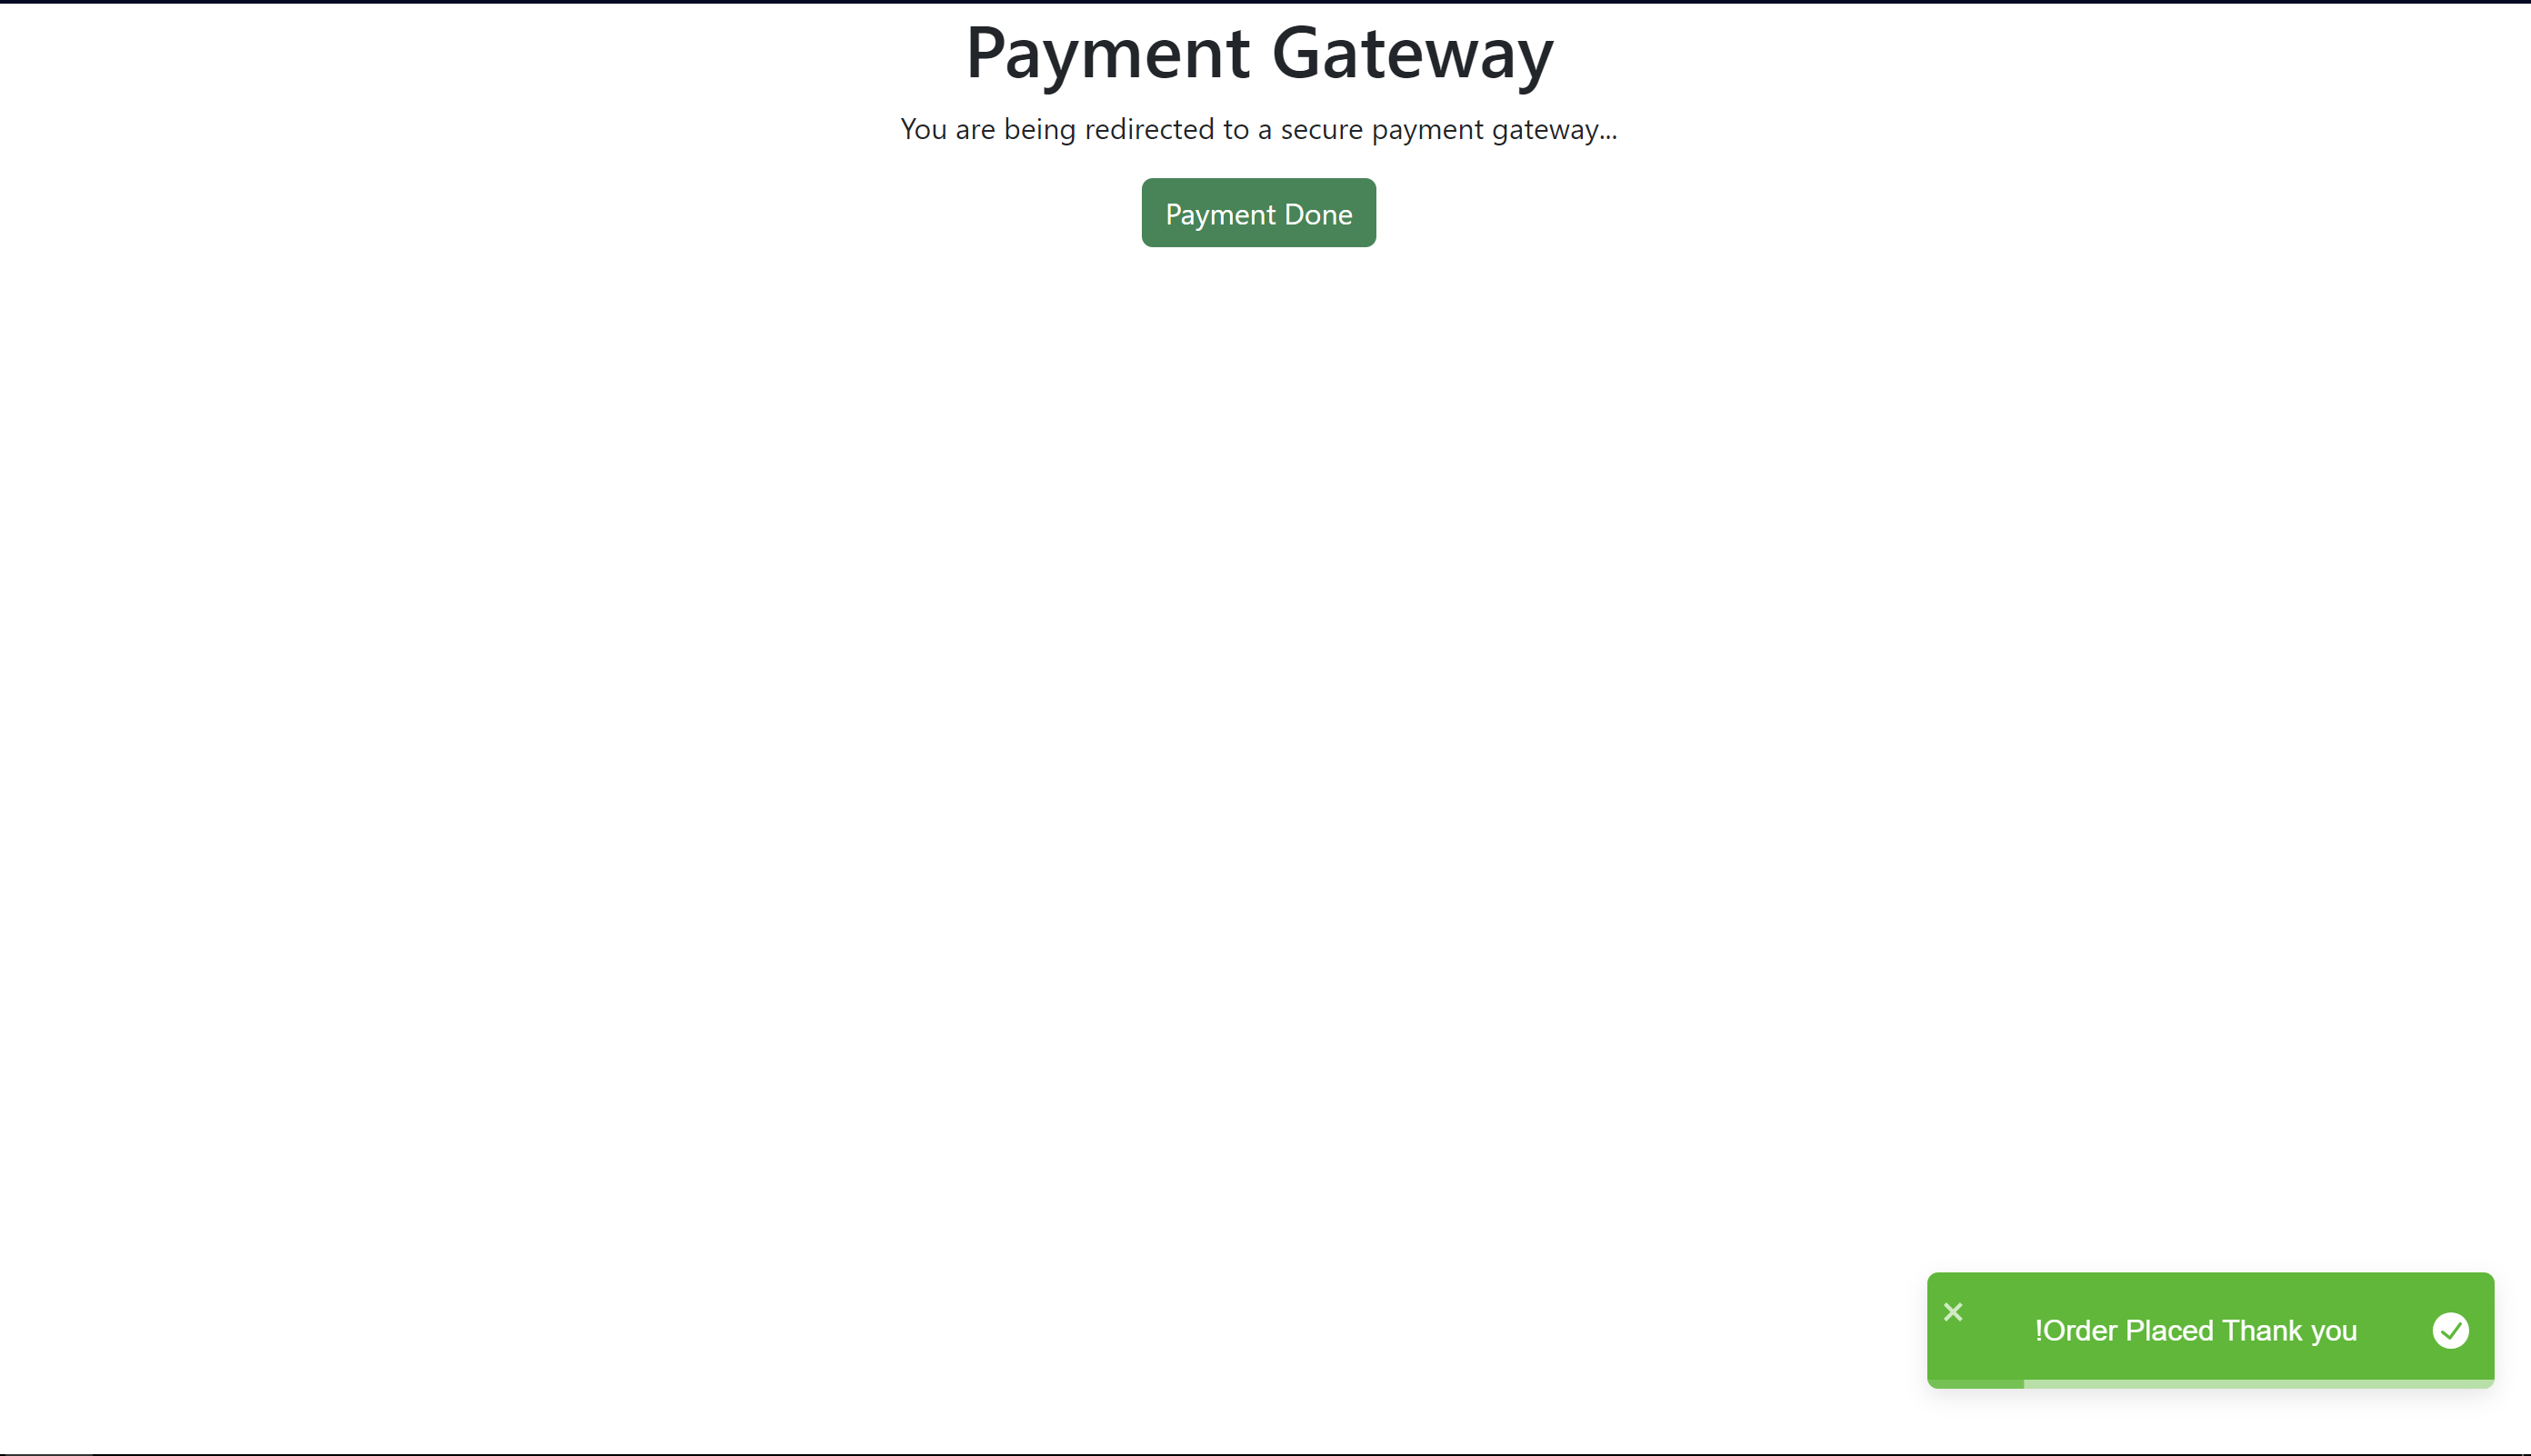 Payment Gateway
You are being redirected to a secure payment gateway...
Payment Done
!Order Placed Thank you